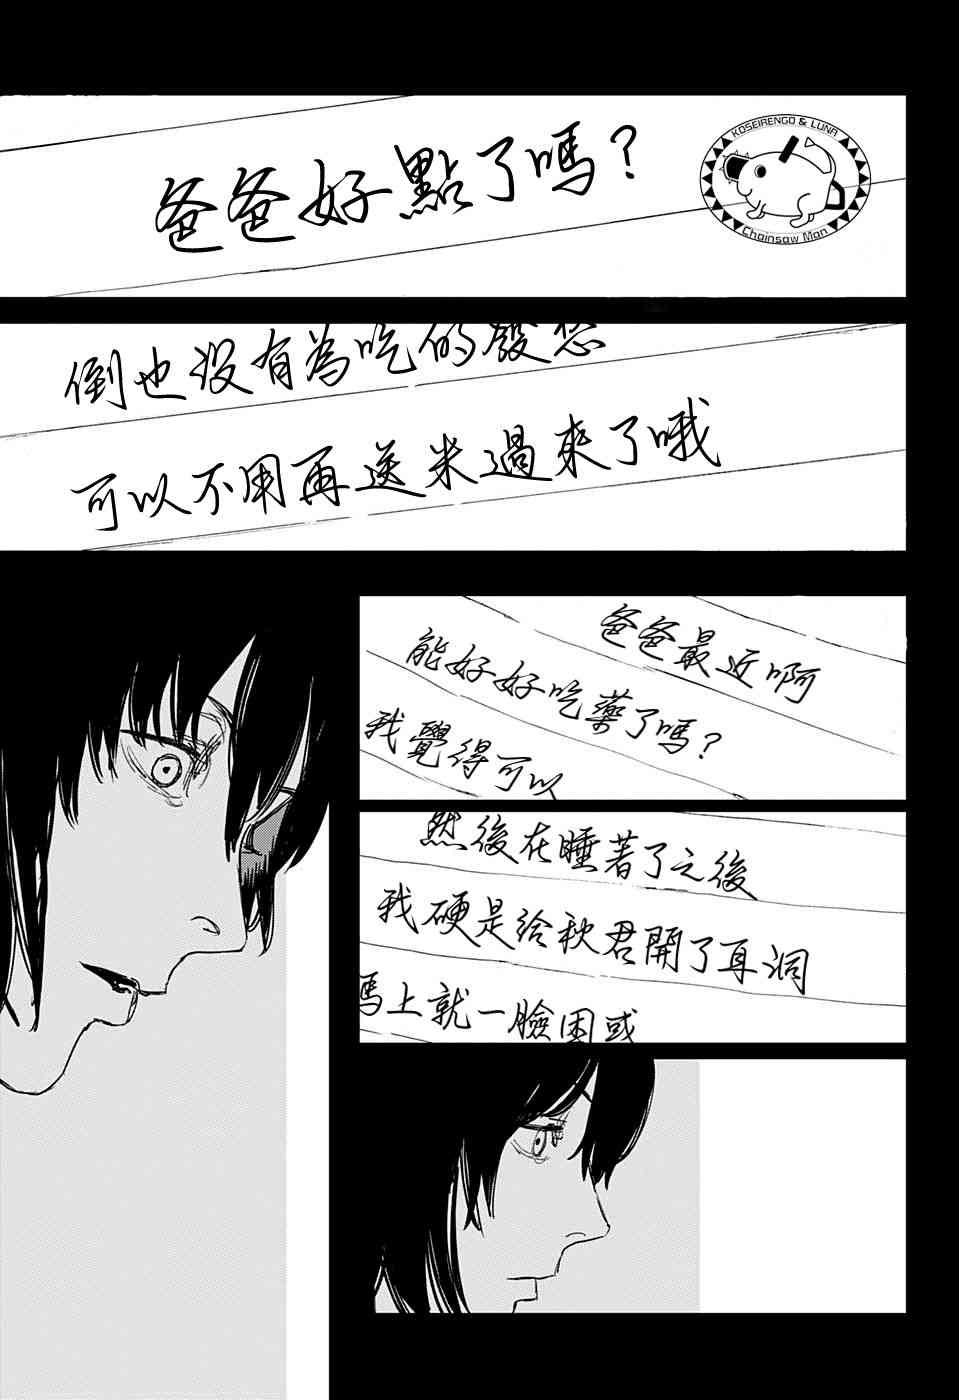 爸爸好點了嗎？
KOSEIRENGO & LUNA
Chainsaw Man
倒也沒有為吃的發愁
可以不用再送米過來了哦
爸爸最近啊
能好好吃藥了嗎？
我覺得可以
然後在睡著了之後
我硬是給秋君開了耳洞
馬上就一臉困惑